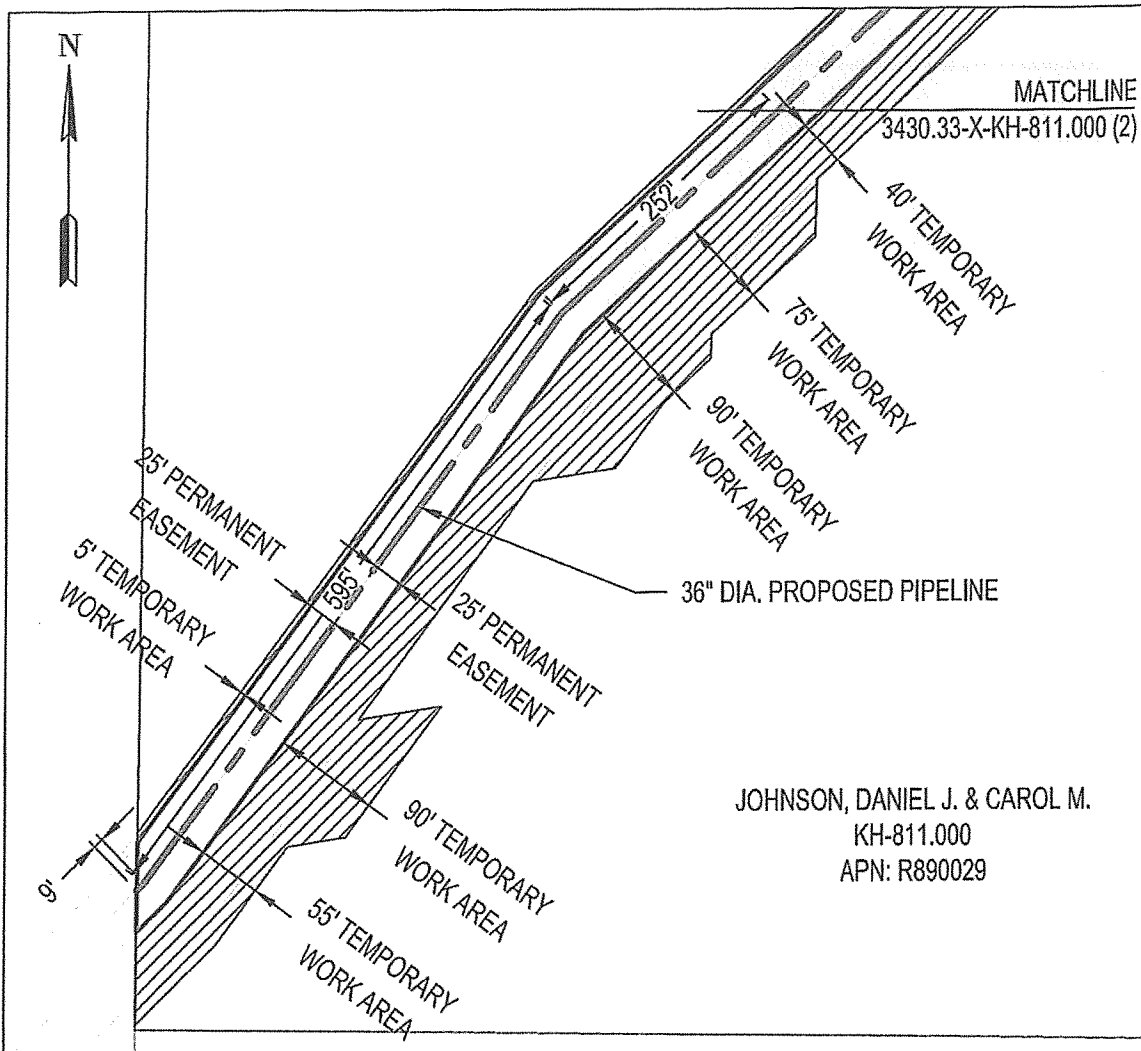 N
MATCHLINE
3430.33-X-KH-811.000 (2)
252'
40' TEMPORARY
WORK AREA
75' TEMPORARY
WORK AREA
90' TEMPORARY
WORK AREA
25' PERMANENT
EASEMENT
5' TEMPORARY
WORK AREA
595'
36" DIA. PROPOSED PIPELINE
25' PERMANENT
EASEMENT
JOHNSON, DANIEL J. & CAROL M.
KH-811.000
APN: R890029
90' TEMPORARY
WORK AREA
9'
55' TEMPORARY
WORK AREA